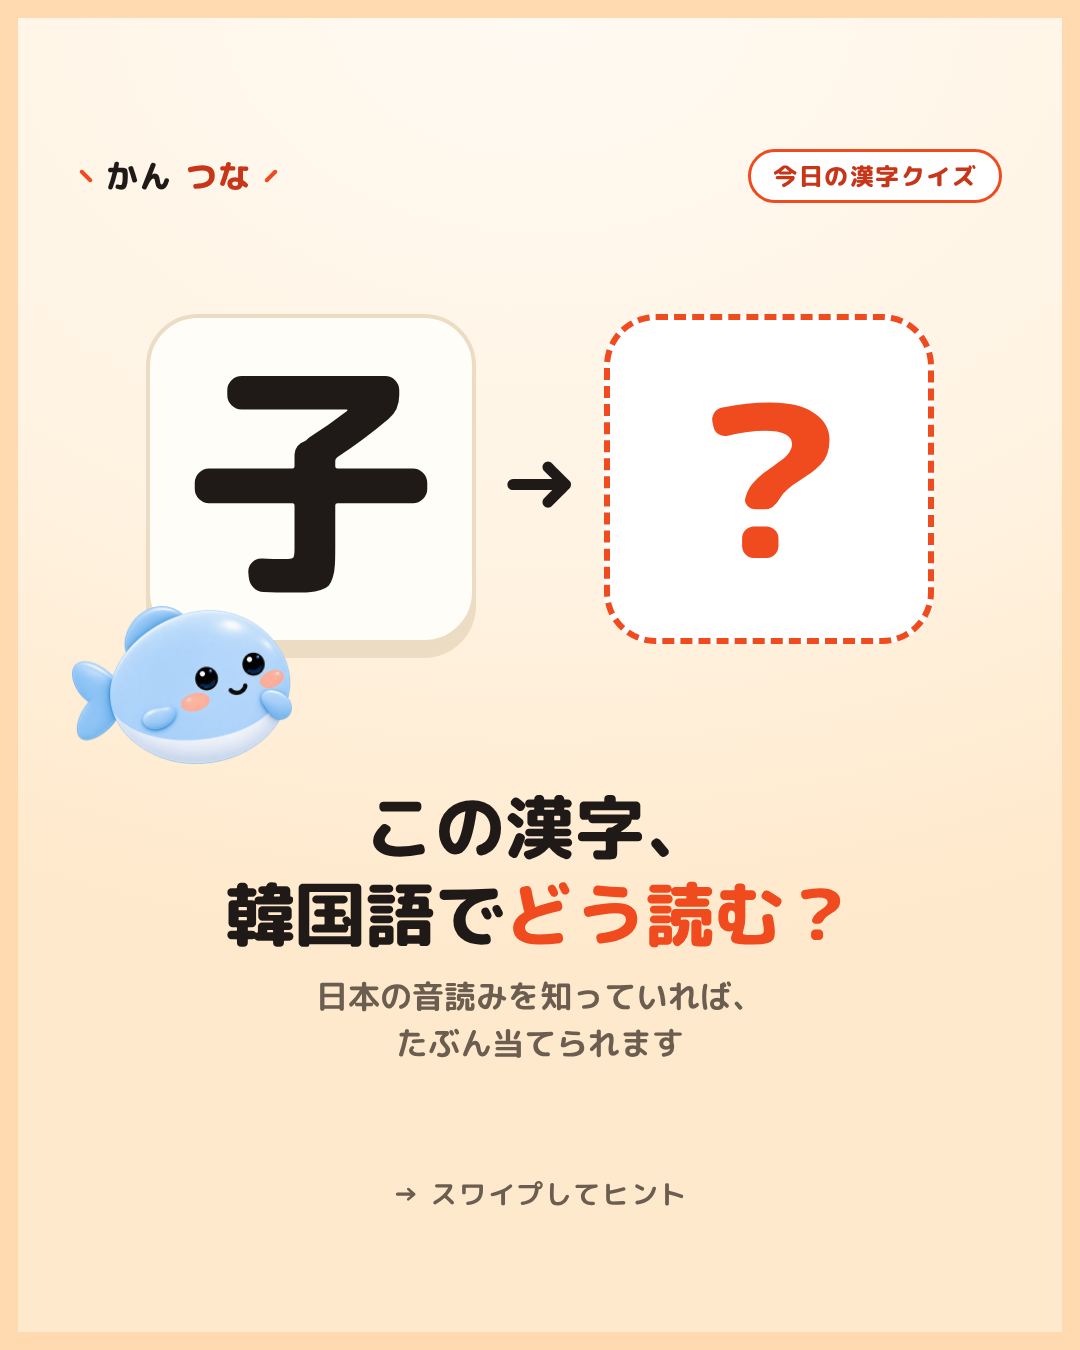 かん つな
今日の漢字クイズ
子
→
?
この漢字、
韓国語でどう読む？
日本の音読みを知っていれば、
たぶん当てられます
→ スワイプしてヒント